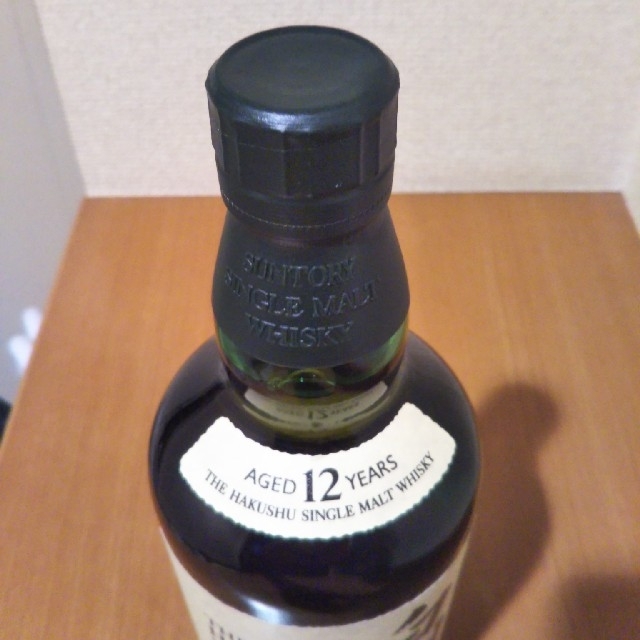 SUNTORY
SINGLE MALT
WHISKY
AGED 12 YEARS
THE HAKUSHU SINGLE MALT WHISKY